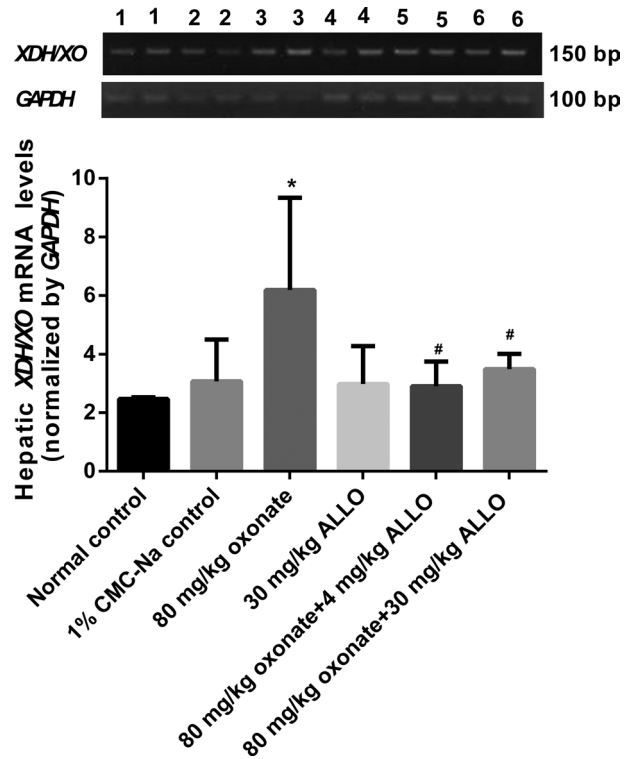 1 1 2 2 3 3 4 4 5 5 6 6
XDH/XO 150 bp
GAPDH 100 bp
Hepatic XDH/XO mRNA levels
(normalized by GAPDH)
10
8
6
4
2
0
*
#
#
Normal control
1% CMC-Na control
80 mg/kg oxonate
30 mg/kg ALLO
80 mg/kg oxonate+4 mg/kg ALLO
80 mg/kg oxonate+30 mg/kg ALLO